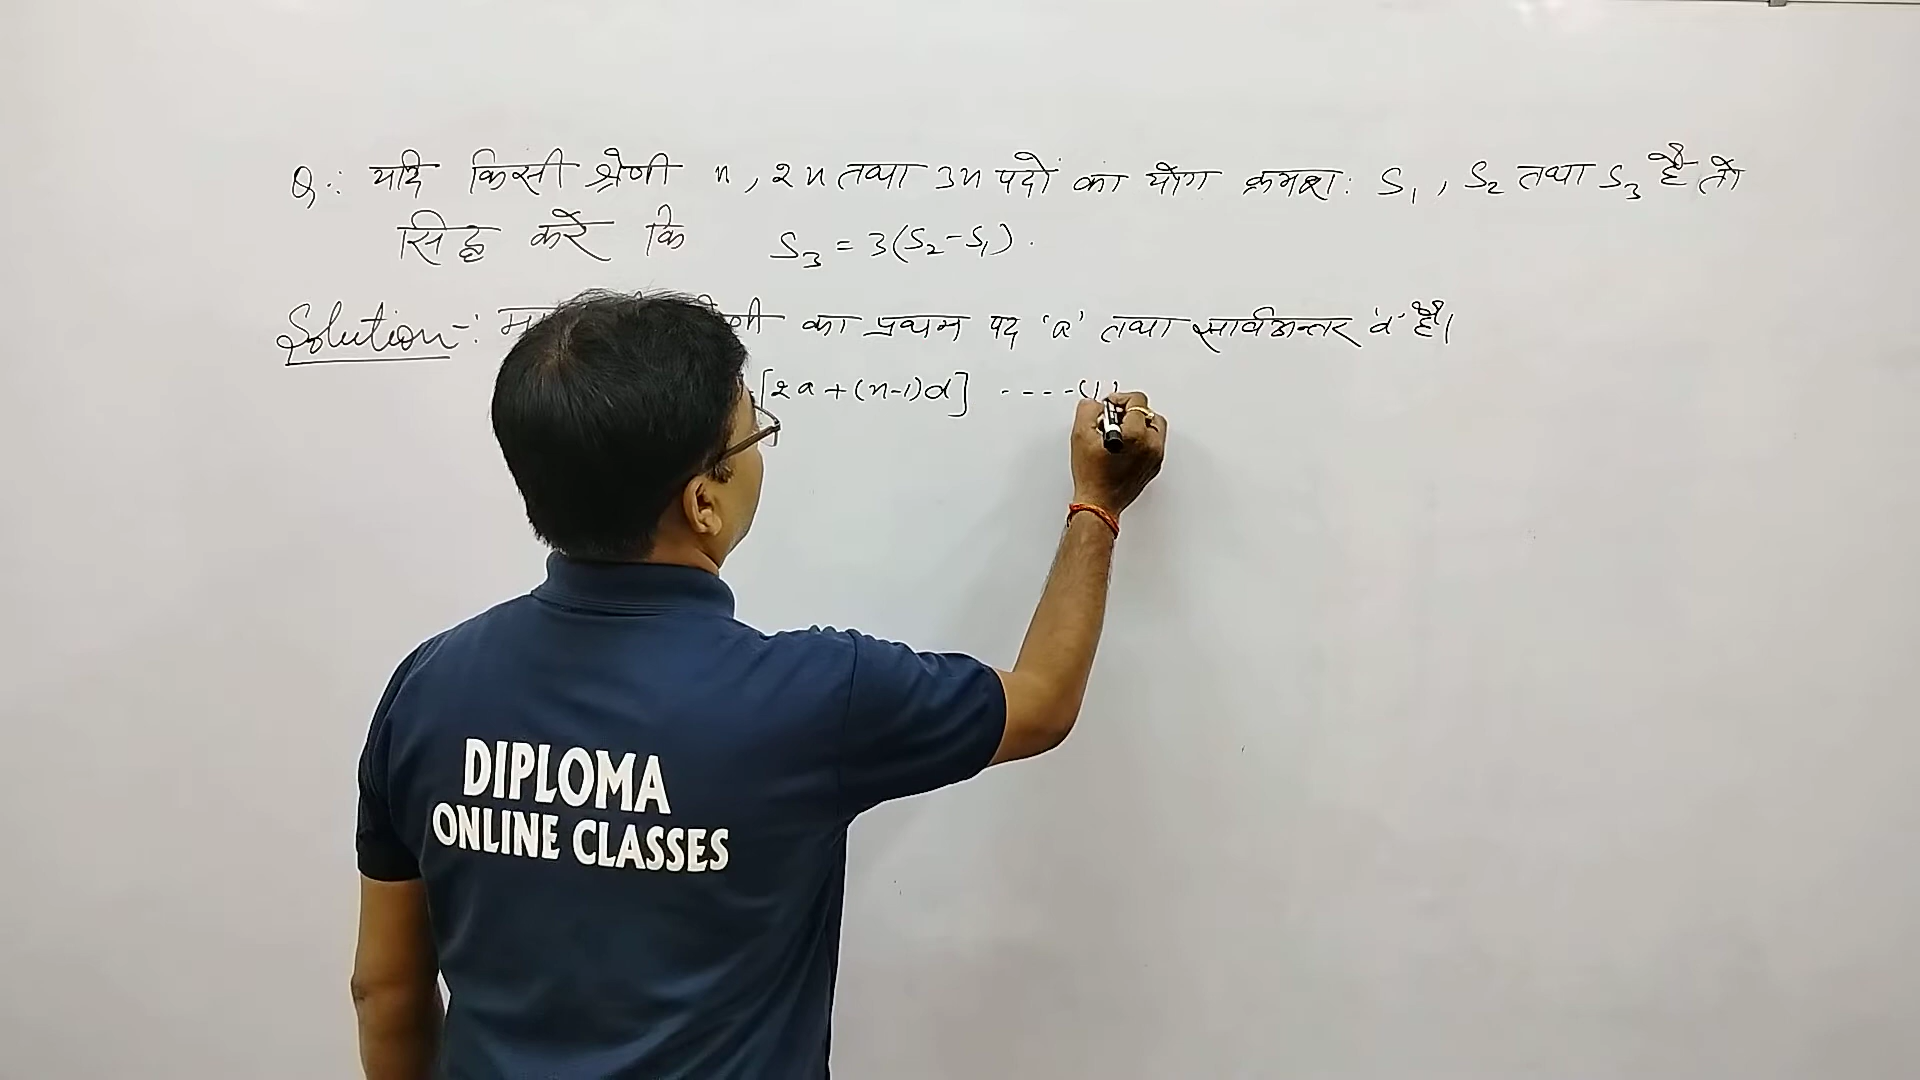 Q:. यदि किसी श्रेणी n, 2n तथा 3n पदों का योग क्रमशः S₁, S₂ तथा S₃ है तो
सिद्ध करें कि S₃ = 3(S₂-S₁).
Solution-: का प्रथम पद 'a' तथा सार्वअन्तर 'd' है।
[2a+(n-1)d] ----(1)
DIPLOMA
ONLINE CLASSES